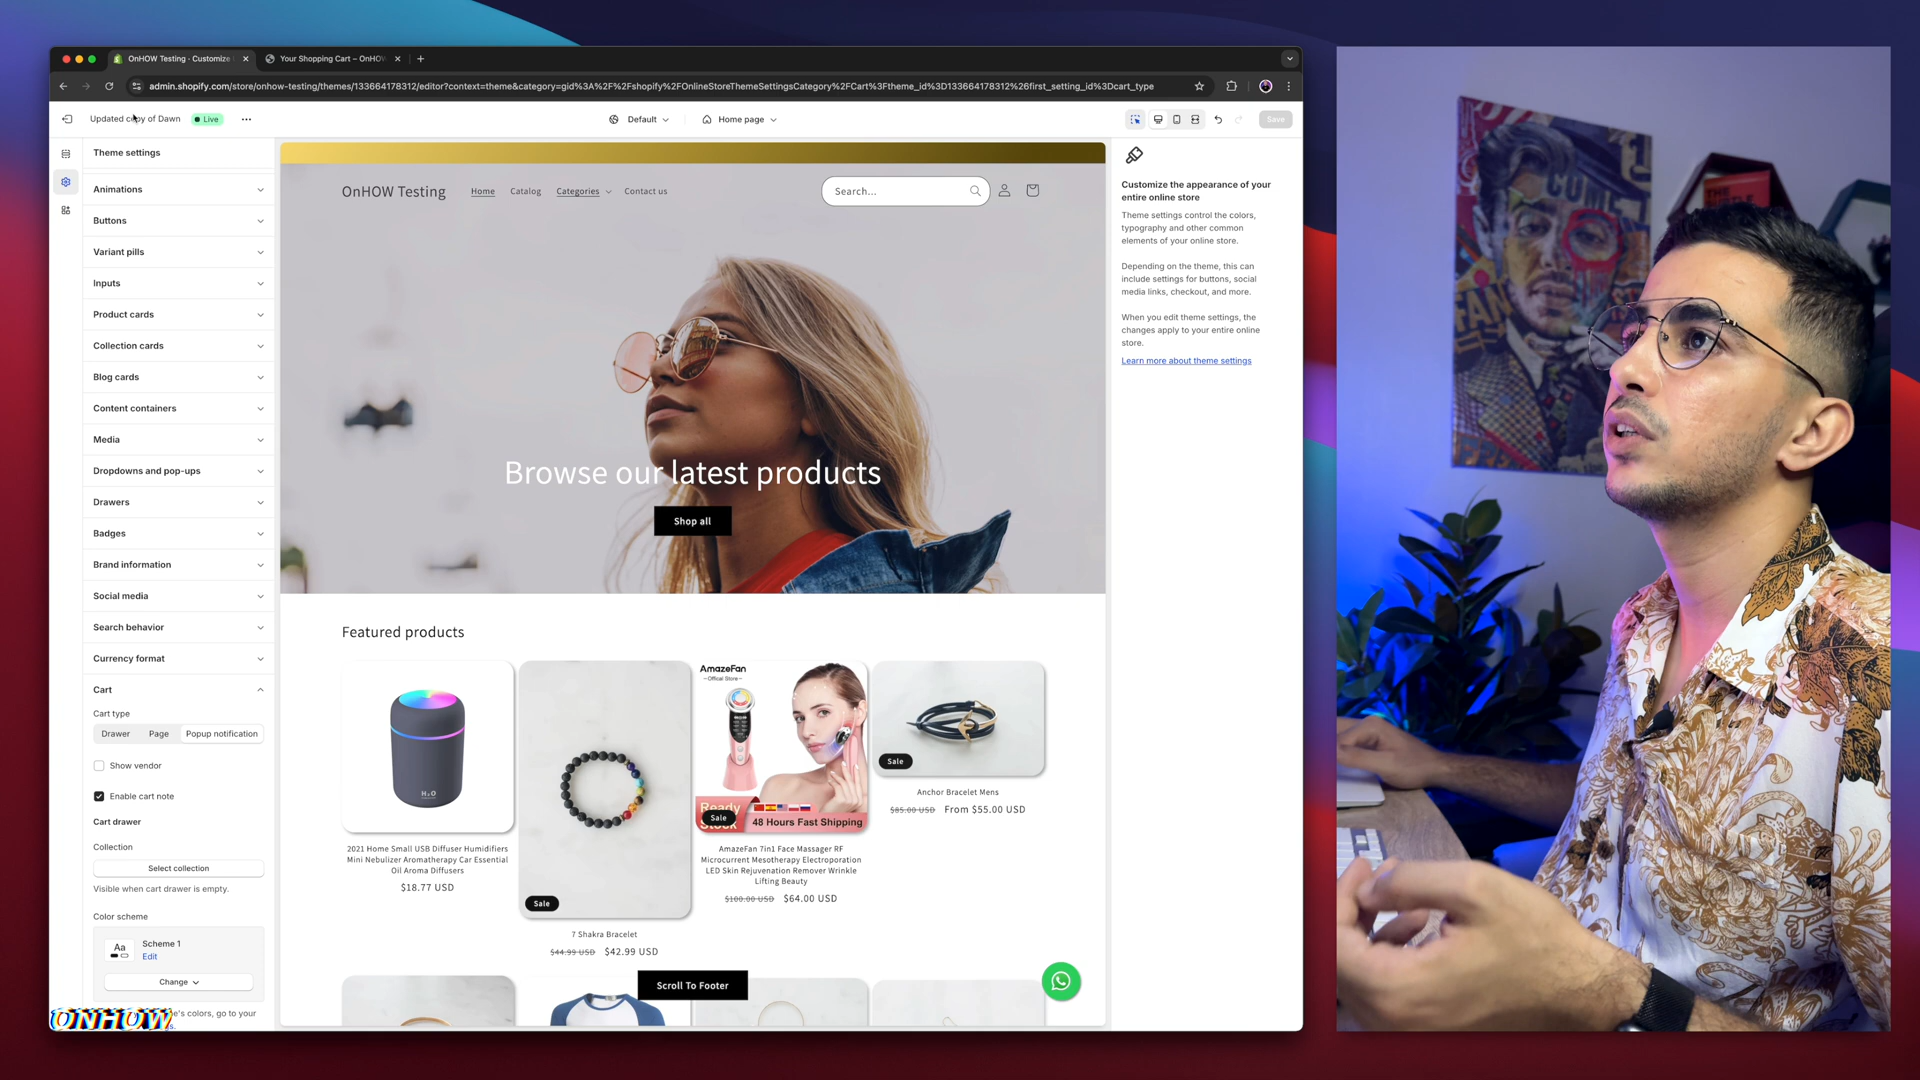 OnHOW Testing · Customize
Your Shopping Cart – OnHOW
admin.shopify.com/store/onhow-testing/themes/133664178312/editor?context=theme&category=gid%3A%2F%2Fshopify%2FOnlineStoreThemeSettingsCategory%2FCart%3Ftheme_id%3D133664178312%26first_setting_id%3Dcart_type
Updated copy of Dawn
Live
Default
Home page
Save
Theme settings
Animations
Buttons
Variant pills
Inputs
Product cards
Collection cards
Blog cards
Content containers
Media
Dropdowns and pop-ups
Drawers
Badges
Brand information
Social media
Search behavior
Currency format
Cart
Cart type
Drawer
Page
Popup notification
Show vendor
Enable cart note
Cart drawer
Collection
Select collection
Visible when cart drawer is empty.
Color scheme
Aa
Scheme 1
Edit
Change
's colors, go to your
ONHOW
OnHOW Testing
Home
Catalog
Categories
Contact us
Search...
Browse our latest products
Shop all
Featured products
H₂O
2021 Home Small USB Diffuser Humidifiers
Mini Nebulizer Aromatherapy Car Essential
Oil Aroma Diffusers
$18.77 USD
Sale
7 Shakra Bracelet
$44.99 USD $42.99 USD
AmazeFan
~Offical Store~
Ready
Stock
Sale
48 Hours Fast Shipping
AmazeFan 7in1 Face Massager RF
Microcurrent Mesotherapy Electroporation
LED Skin Rejuvenation Remover Wrinkle
Lifting Beauty
$100.00 USD $64.00 USD
Sale
Anchor Bracelet Mens
$85.00 USD From $55.00 USD
Scroll To Footer
Customize the appearance of your
entire online store
Theme settings control the colors,
typography and other common
elements of your online store.
Depending on the theme, this can
include settings for buttons, social
media links, checkout, and more.
When you edit theme settings, the
changes apply to your entire online
store.
Learn more about theme settings